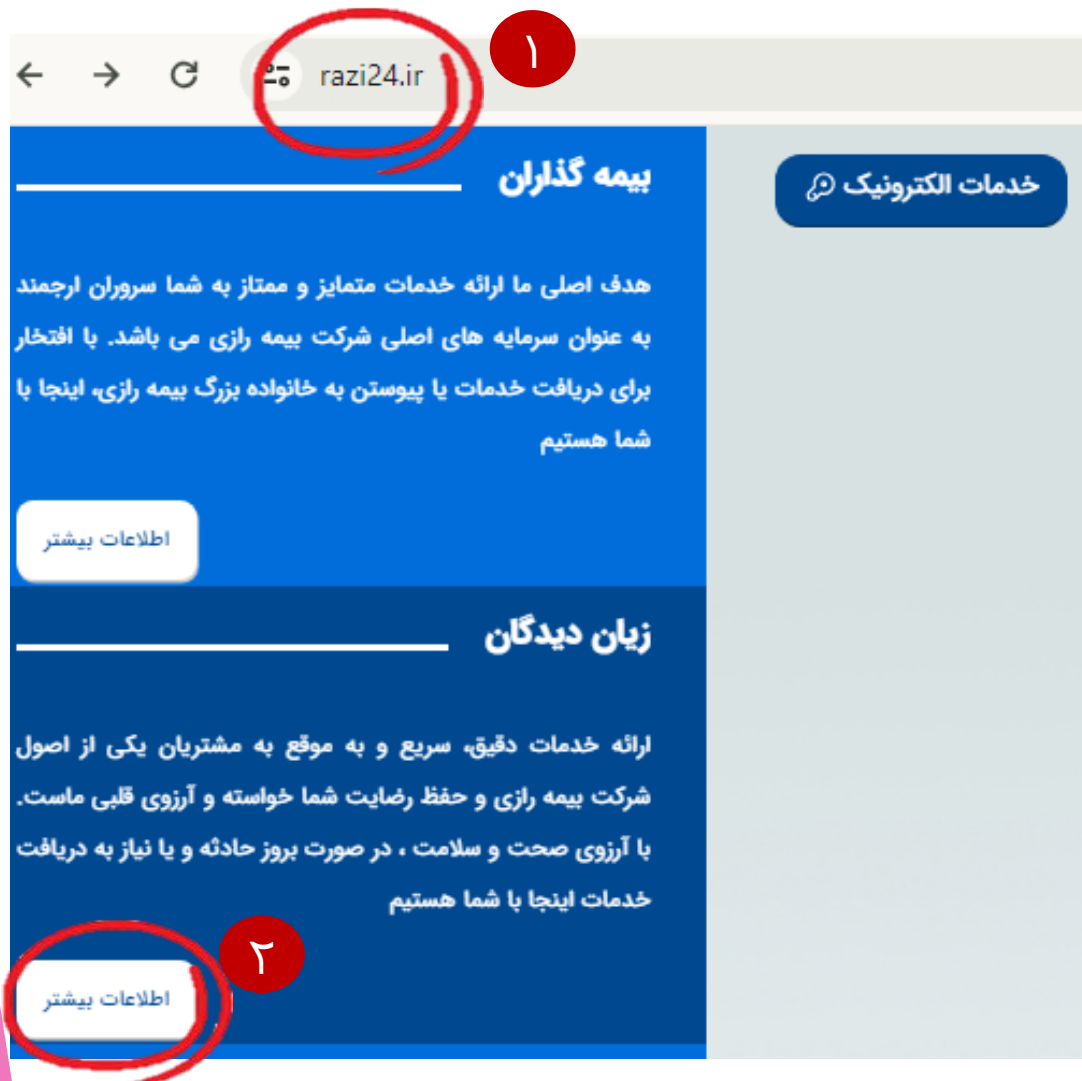 ۱
razi24.ir
خدمات الکترونیک
بیمه گذاران
هدف اصلی ما ارائه خدمات متمایز و ممتاز به شما سروران ارجمند
به عنوان سرمایه های اصلی شرکت بیمه رازی می باشد. با افتخار
برای دریافت خدمات یا پیوستن به خانواده بزرگ بیمه رازی، اینجا با
شما هستیم
اطلاعات بیشتر
زیان دیدگان
ارائه خدمات دقیق، سریع و به موقع به مشتریان یکی از اصول
شرکت بیمه رازی و حفظ رضایت شما خواسته و آرزوی قلبی ماست.
با آرزوی صحت و سلامت ، در صورت بروز حادثه و یا نیاز به دریافت
خدمات اینجا با شما هستیم
۲
اطلاعات بیشتر